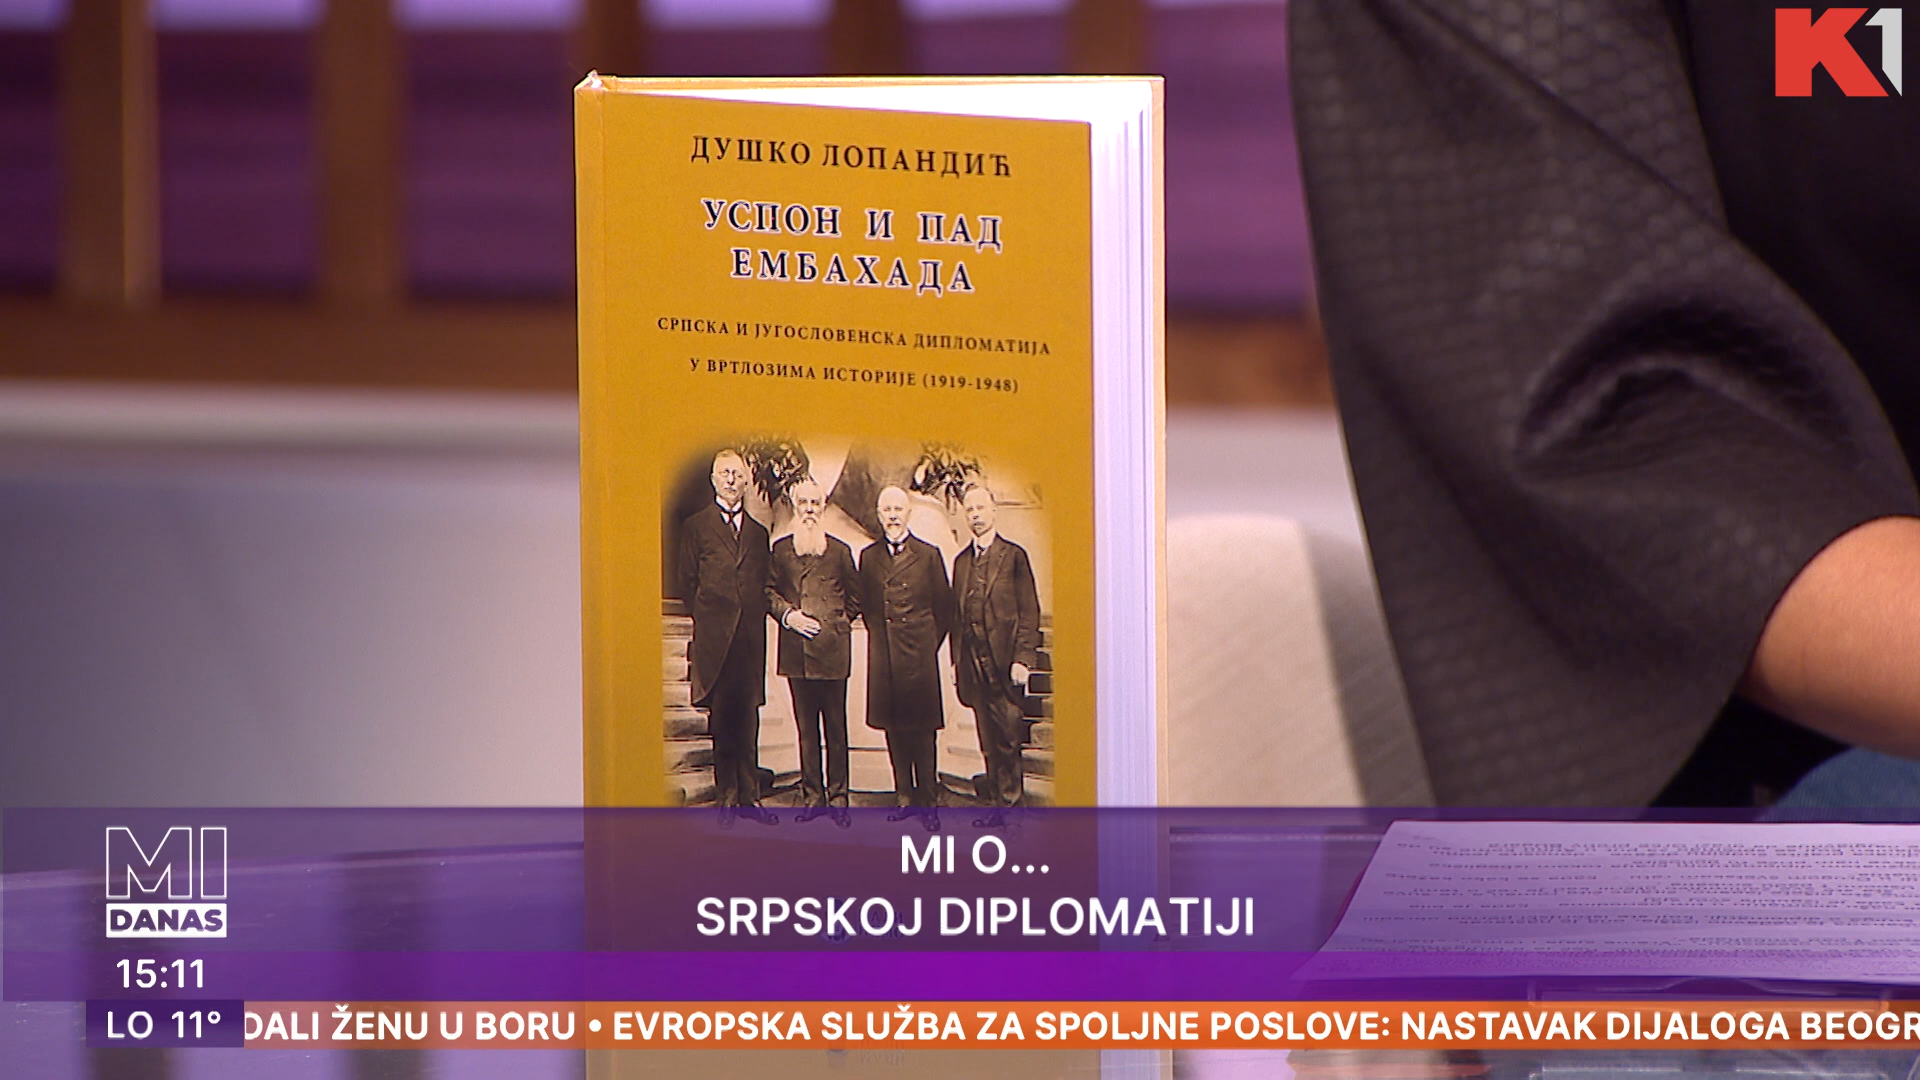 K1
ДУШКО ЛОПАНДИЋ
УСПОН И ПАД
ЕМБАХАДА
СРПСКА И ЈУГОСЛОВЕНСКА ДИПЛОМАТИЈА
У ВРТЛОЗИМА ИСТОРИЈЕ (1919-1948)
MI O...
SRPSKOJ DIPLOMATIJI
MI
DANAS
15:11
LO 11°
DALI ŽENU U BORU • EVROPSKA SLUŽBA ZA SPOLJNE POSLOVE: NASTAVAK DIJALOGA BEOGR